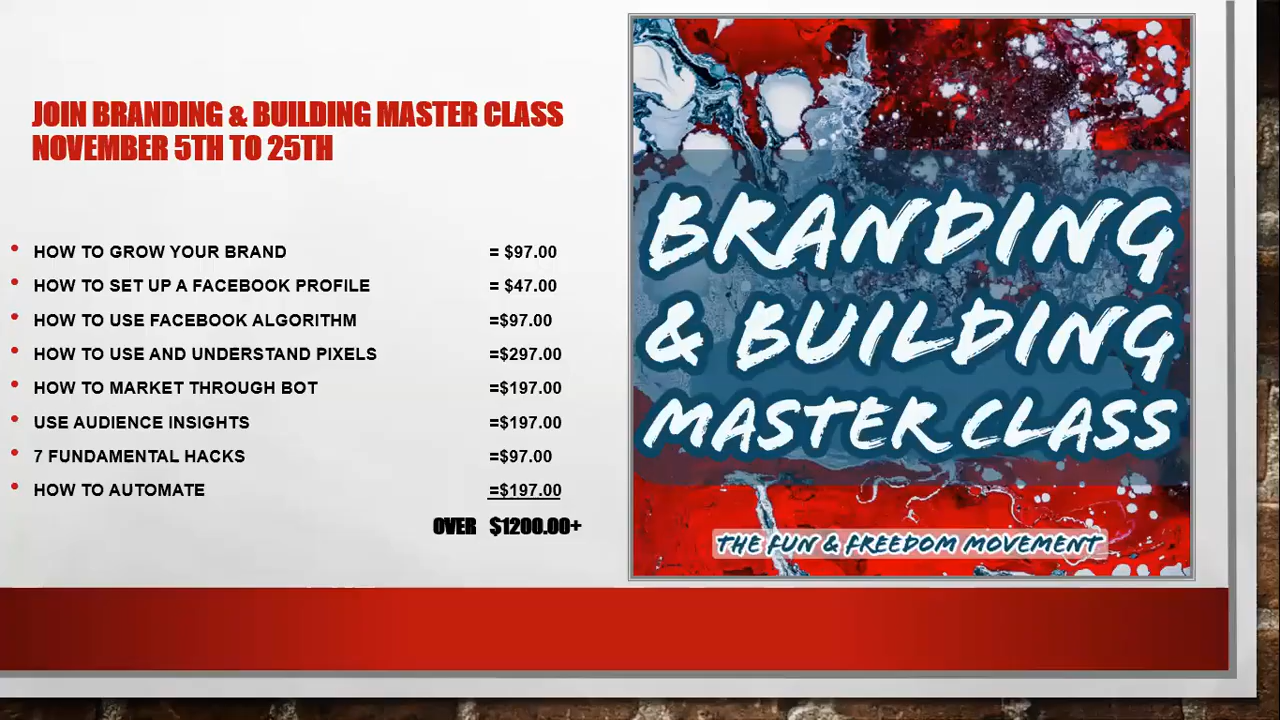 JOIN BRANDING & BUILDING MASTER CLASS
NOVEMBER 5TH TO 25TH
• HOW TO GROW YOUR BRAND = $97.00
• HOW TO SET UP A FACEBOOK PROFILE = $47.00
• HOW TO USE FACEBOOK ALGORITHM =$97.00
• HOW TO USE AND UNDERSTAND PIXELS =$297.00
• HOW TO MARKET THROUGH BOT =$197.00
• USE AUDIENCE INSIGHTS =$197.00
• 7 FUNDAMENTAL HACKS =$97.00
• HOW TO AUTOMATE =$197.00
OVER $1200.00+
BRANDING
& BUILDING
MASTER CLASS
THE FUN & FREEDOM MOVEMENT